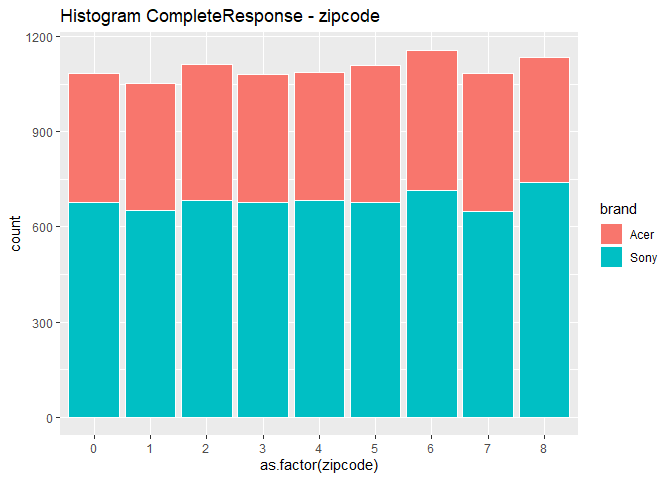 Histogram CompleteResponse - zipcode
1200
900
600
300
0
count
0 1 2 3 4 5 6 7 8
as.factor(zipcode)
brand
Acer
Sony